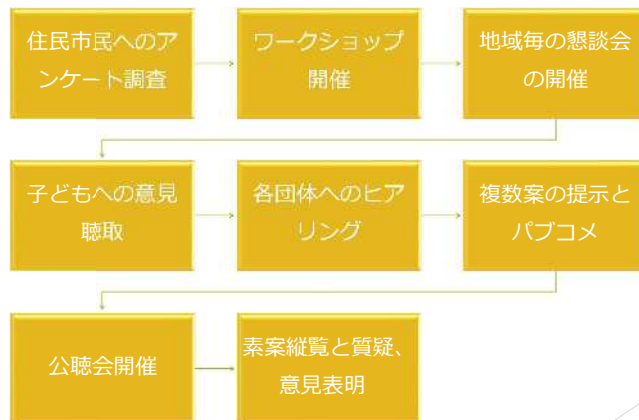 住民市民へのア
ンケート調査
ワークショップ
開催
地域毎の懇談会
の開催
子どもへの意見
聴取
各団体へのヒア
リング
複数案の提示と
パブコメ
公聴会開催
素案縦覧と質疑、
意見表明